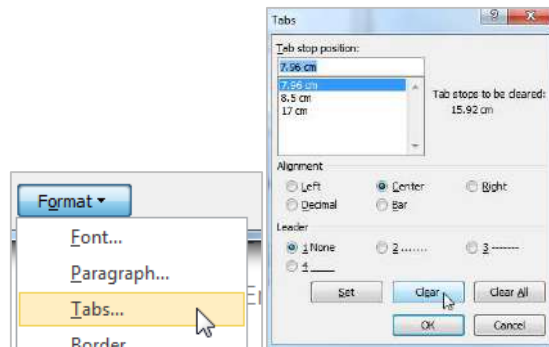 Format
Font...
Paragraph...
Tabs...
Border
Tabs
Tab stop position:
7.96 cm
7.96 cm
8.5 cm
17 cm
Tab stops to be cleared:
15.92 cm
Alignment
Left Center Right
Decimal Bar
Leader
1 None 2 ....... 3 -------
4 ___
Set Clear Clear All
OK Cancel